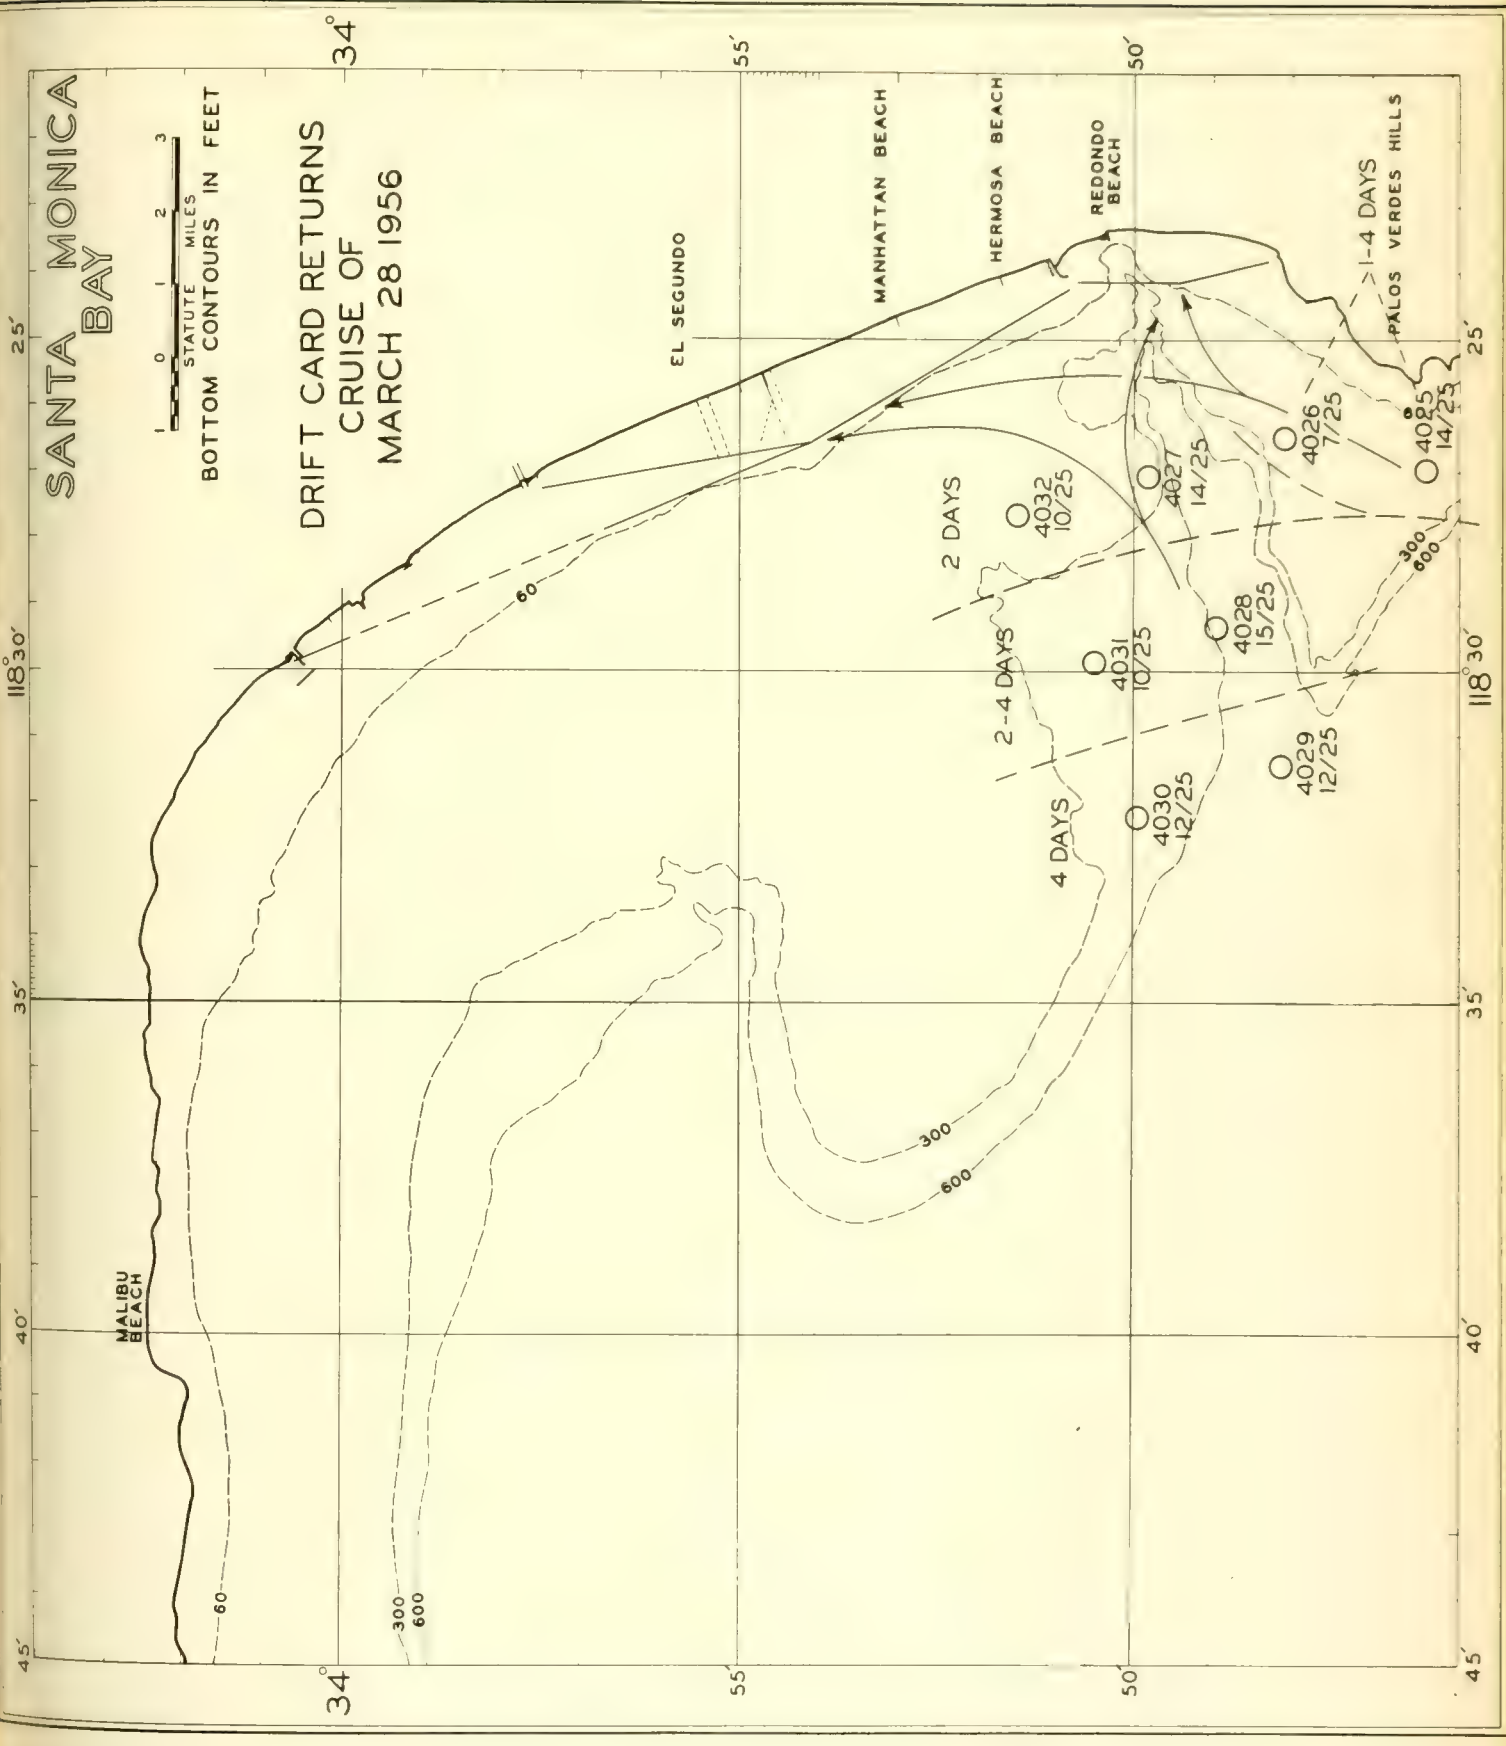 SANTA MONICA
BAY
1 0 1 2 3
STATUTE MILES
BOTTOM CONTOURS IN FEET
DRIFT CARD RETURNS
CRUISE OF
MARCH 28 1956
45′
40′
35′
118°30′
25′
34°
55′
50′
34°
55′
50′
45′
40′
35′
118°30′
25′
MALIBU
BEACH
EL SEGUNDO
MANHATTAN BEACH
HERMOSA BEACH
REDONDO
BEACH
>1-4 DAYS
PALOS VERDES HILLS
60
60
300
600
300
600
300
600
2 DAYS
2-4 DAYS
4 DAYS
4032
10/25
4027
14/25
4026
7/25
4025
14/25
4031
10/25
4028
15/25
4030
12/25
4029
12/25